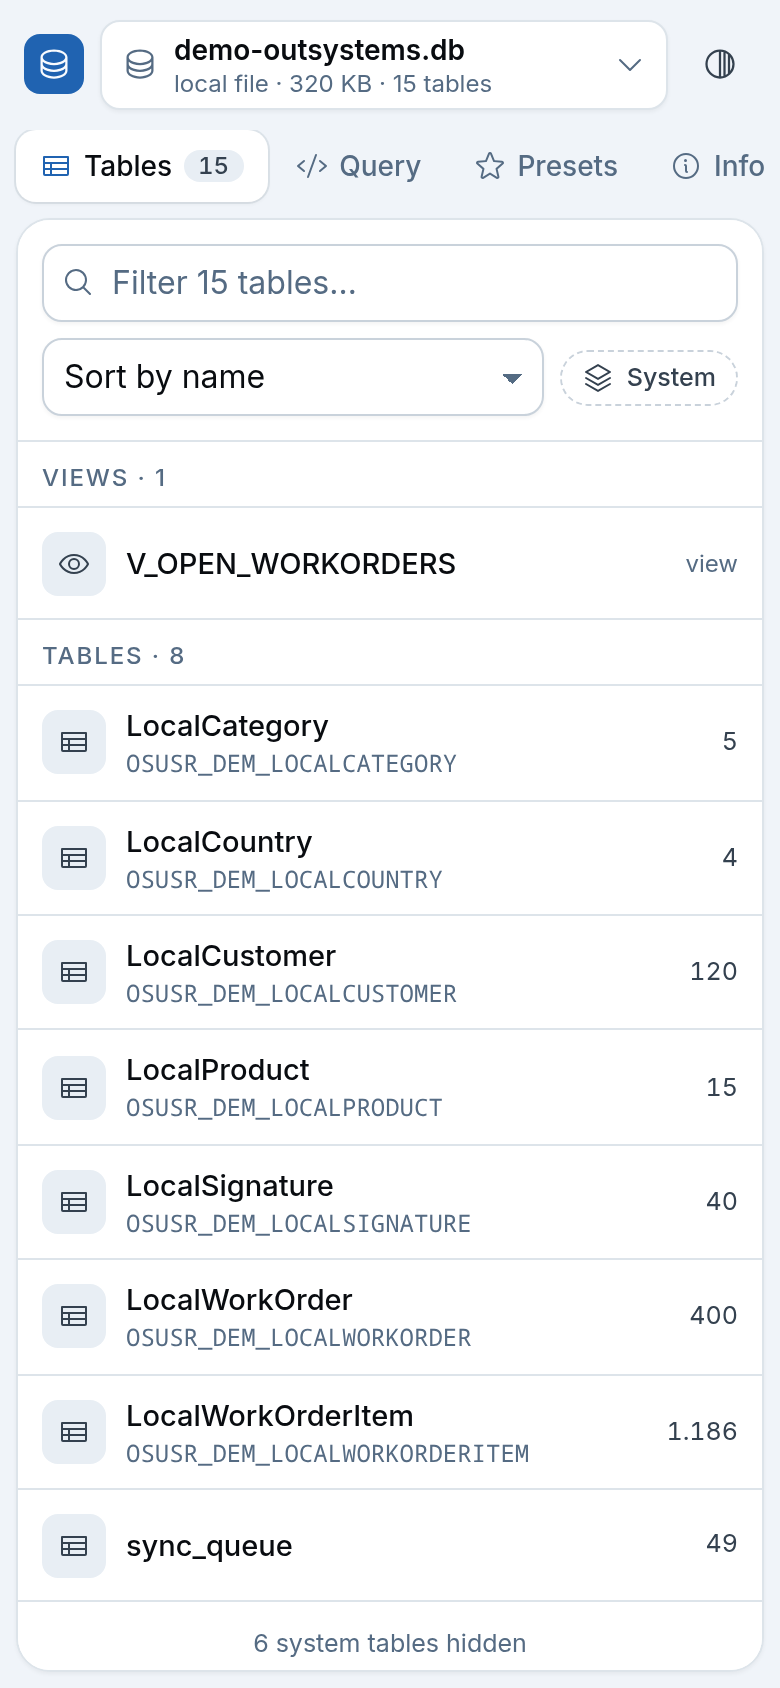 demo-outsystems.db
local file · 320 KB · 15 tables
Tables 15
Query
Presets
Info
Filter 15 tables...
Sort by name
System
VIEWS · 1
V_OPEN_WORKORDERS
view
TABLES · 8
LocalCategory
OSUSR_DEM_LOCALCATEGORY
5
LocalCountry
OSUSR_DEM_LOCALCOUNTRY
4
LocalCustomer
OSUSR_DEM_LOCALCUSTOMER
120
LocalProduct
OSUSR_DEM_LOCALPRODUCT
15
LocalSignature
OSUSR_DEM_LOCALSIGNATURE
40
LocalWorkOrder
OSUSR_DEM_LOCALWORKORDER
400
LocalWorkOrderItem
OSUSR_DEM_LOCALWORKORDERITEM
1.186
sync_queue
49
6 system tables hidden